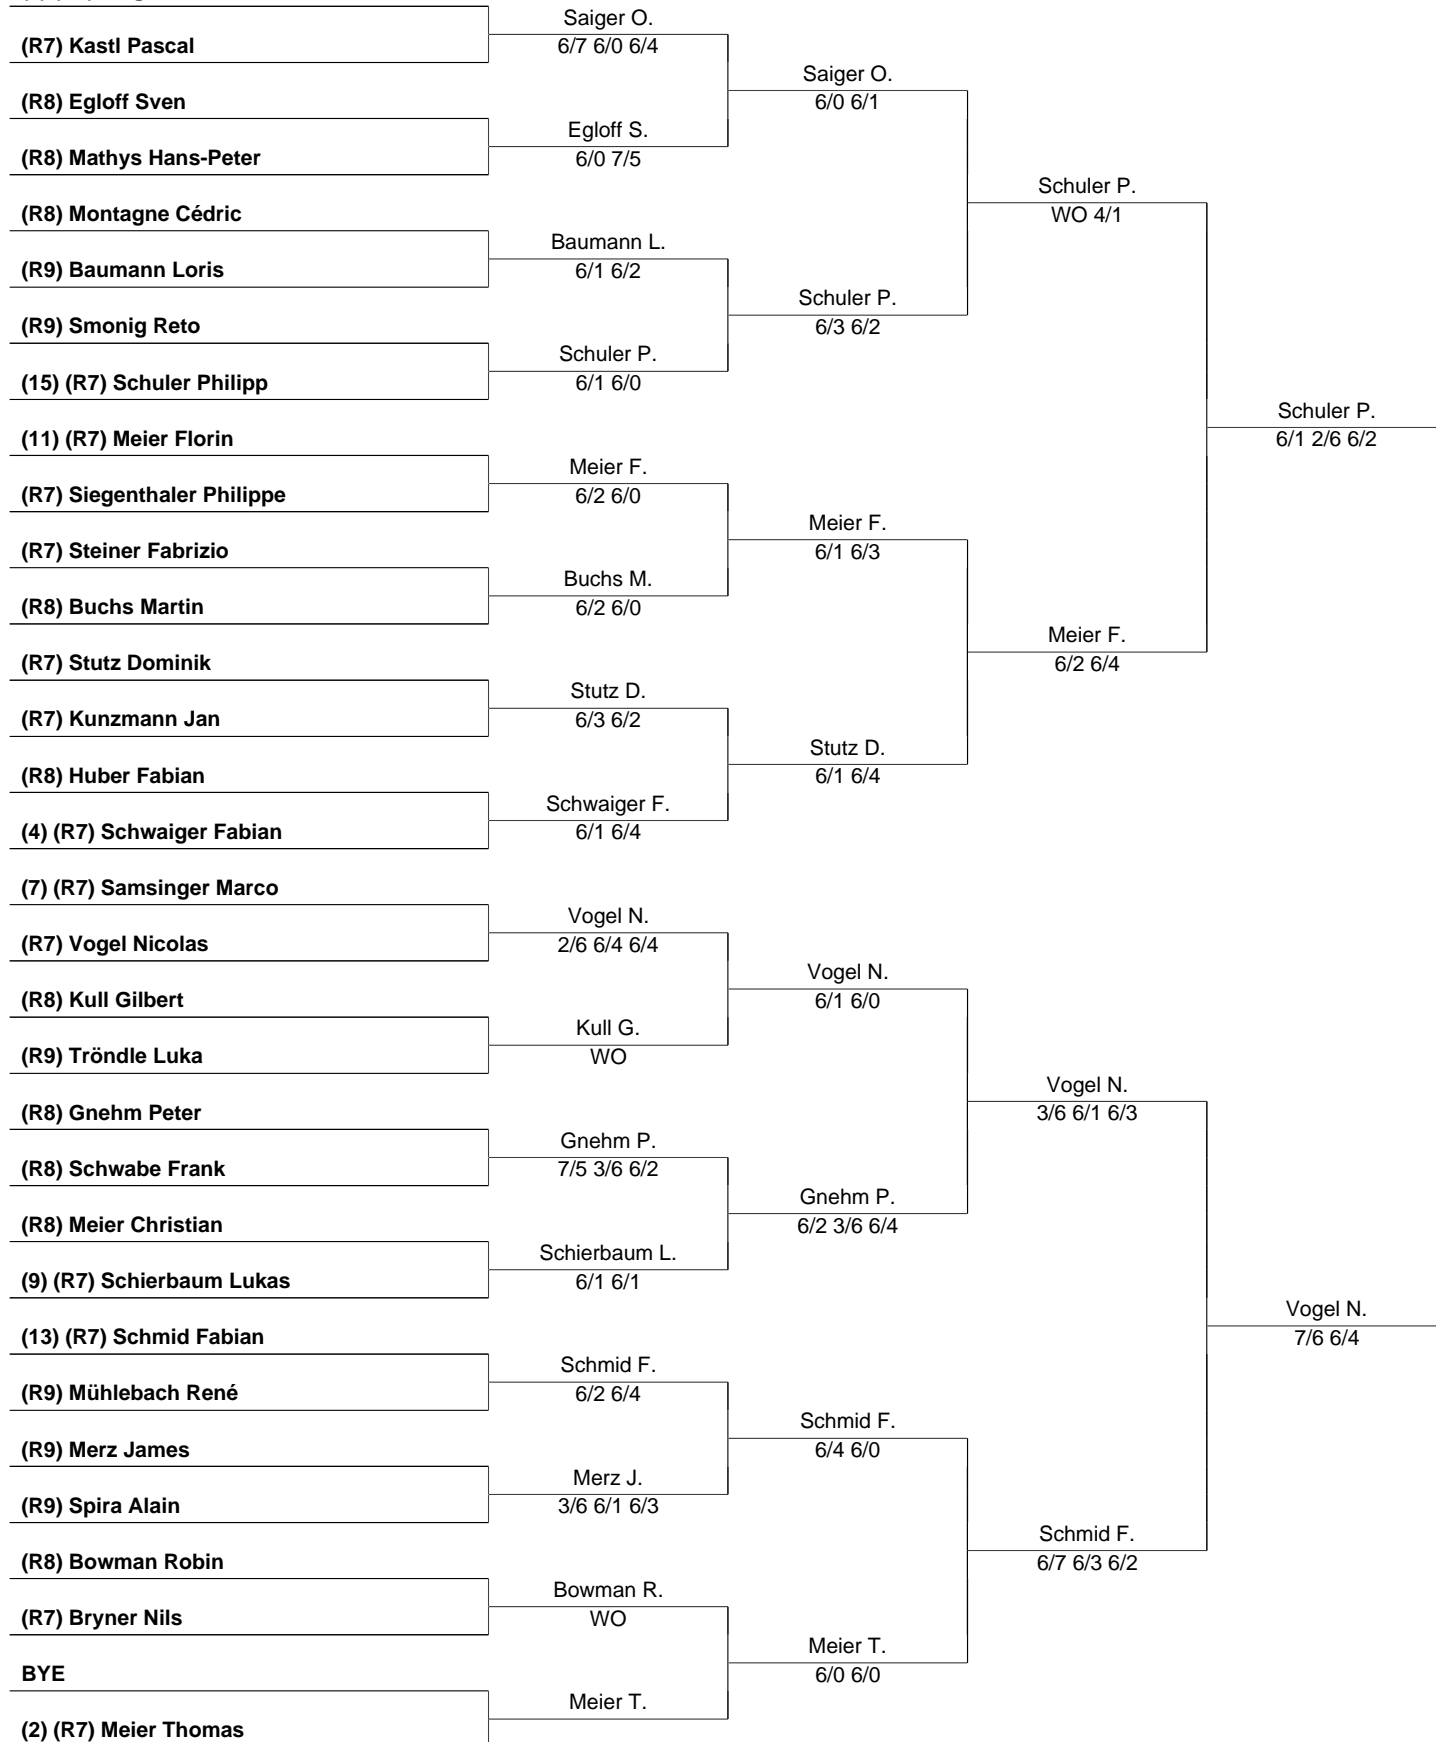 Saiger O.
(R7) Kastl Pascal
6/7 6/0 6/4
Saiger O.
(R8) Egloff Sven
6/0 6/1
Egloff S.
(R8) Mathys Hans-Peter
6/0 7/5
Schuler P.
(R8) Montagne Cédric
WO 4/1
Baumann L.
(R9) Baumann Loris
6/1 6/2
Schuler P.
(R9) Smonig Reto
6/3 6/2
Schuler P.
(15) (R7) Schuler Philipp
6/1 6/0
Schuler P.
(11) (R7) Meier Florin
6/1 2/6 6/2
Meier F.
(R7) Siegenthaler Philippe
6/2 6/0
Meier F.
(R7) Steiner Fabrizio
6/1 6/3
Buchs M.
(R8) Buchs Martin
6/2 6/0
Meier F.
(R7) Stutz Dominik
6/2 6/4
Stutz D.
(R7) Kunzmann Jan
6/3 6/2
Stutz D.
(R8) Huber Fabian
6/1 6/4
Schwaiger F.
(4) (R7) Schwaiger Fabian
6/1 6/4
(7) (R7) Samsinger Marco
Vogel N.
(R7) Vogel Nicolas
2/6 6/4 6/4
Vogel N.
(R8) Kull Gilbert
6/1 6/0
Kull G.
(R9) Tröndle Luka
WO
Vogel N.
(R8) Gnehm Peter
3/6 6/1 6/3
Gnehm P.
(R8) Schwabe Frank
7/5 3/6 6/2
Gnehm P.
(R8) Meier Christian
6/2 3/6 6/4
Schierbaum L.
(9) (R7) Schierbaum Lukas
6/1 6/1
Vogel N.
(13) (R7) Schmid Fabian
7/6 6/4
Schmid F.
(R9) Mühlebach René
6/2 6/4
Schmid F.
(R9) Merz James
6/4 6/0
Merz J.
(R9) Spira Alain
3/6 6/1 6/3
Schmid F.
(R8) Bowman Robin
6/7 6/3 6/2
Bowman R.
(R7) Bryner Nils
WO
Meier T.
BYE
6/0 6/0
Meier T.
(2) (R7) Meier Thomas